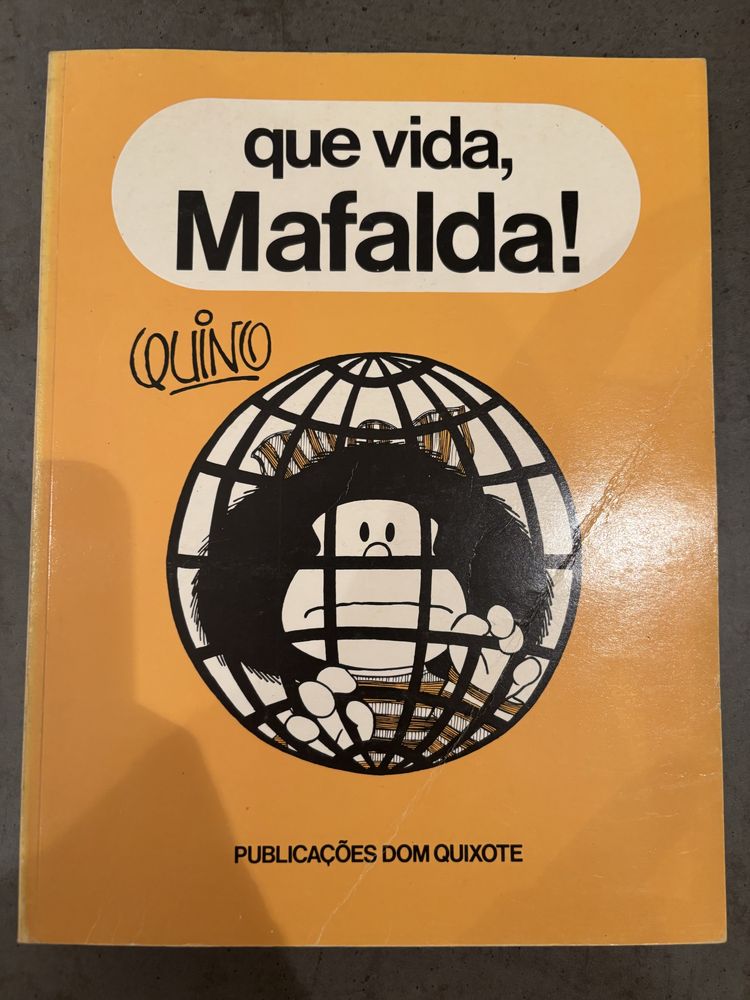 que vida,
Mafalda!
QUINO
PUBLICAÇÕES DOM QUIXOTE